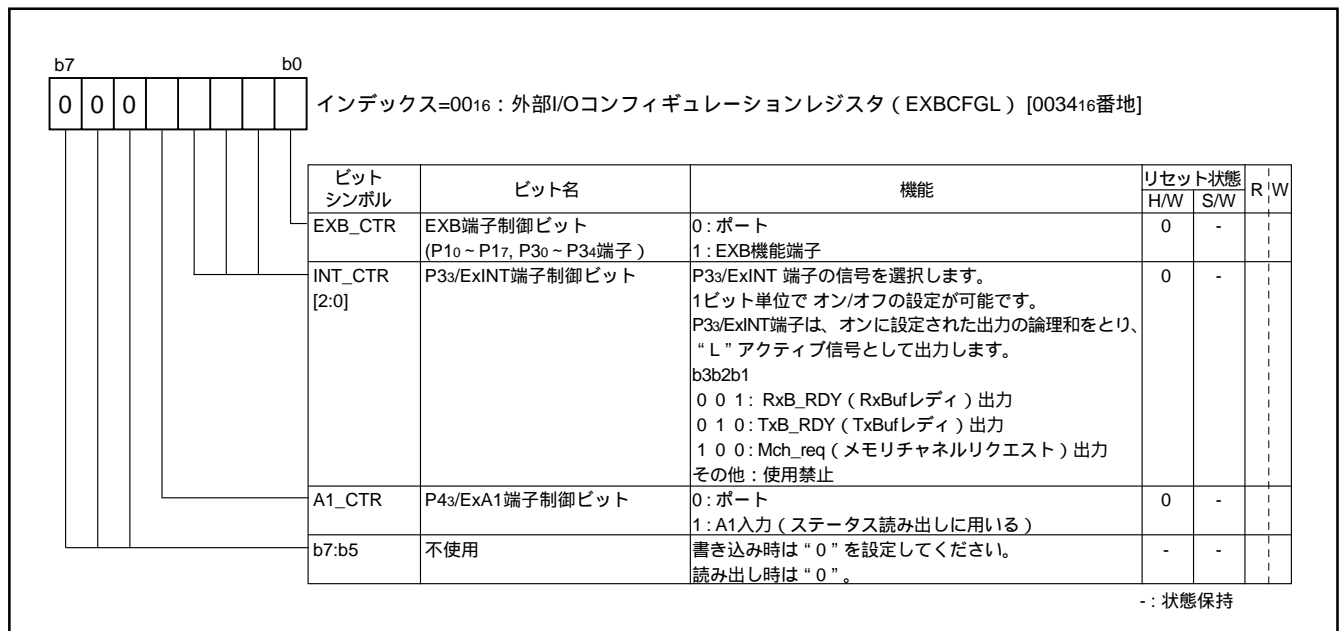 b7 b0
0 0 0 インデックス=0016：外部I/Oコンフィギュレーションレジスタ（EXBCFGL）[003416番地]
ビット
シンボル ビット名 機能 リセット状態 R W
H/W S/W
EXB_CTR EXB端子制御ビット 0 : ポート 0 -
(P10 ~ P17, P30 ~ P34端子） 1 : EXB機能端子
INT_CTR P33/ExINT端子制御ビット P33/ExINT 端子の信号を選択します。 0 -
[2:0] 1ビット単位で オン/オフの設定が可能です。
P33/ExINT端子は、オンに設定された出力の論理和をとり、
“L”アクティブ信号として出力します。
b3b2b1
0 0 1 : RxB_RDY（RxBufレディ）出力
0 1 0 : TxB_RDY（TxBufレディ）出力
1 0 0 : Mch_req（メモリチャネルリクエスト）出力
その他：使用禁止
A1_CTR P43/ExA1端子制御ビット 0 : ポート 0 -
1 : A1入力（ステータス読み出しに用いる）
b7:b5 不使用 書き込み時は“0”を設定してください。 - -
読み出し時は“0”。
- : 状態保持